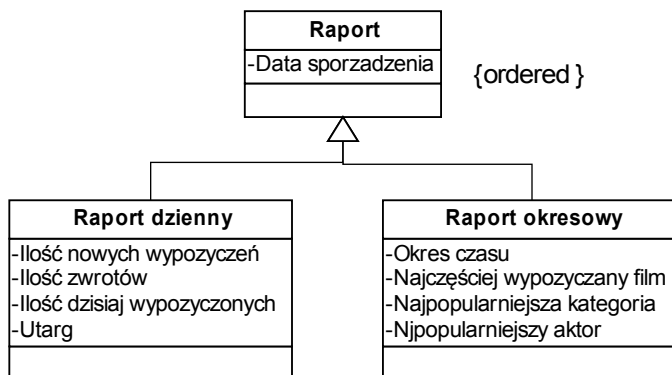 Raport
-Data sporzadzenia
{ordered }
Raport dzienny
-Ilość nowych wypozyczeń
-Ilość zwrotów
-Ilość dzisiaj wypozyczonych
-Utarg
Raport okresowy
-Okres czasu
-Najczęściej wypozyczany film
-Najpopularniejsza kategoria
-Njpopularniejszy aktor